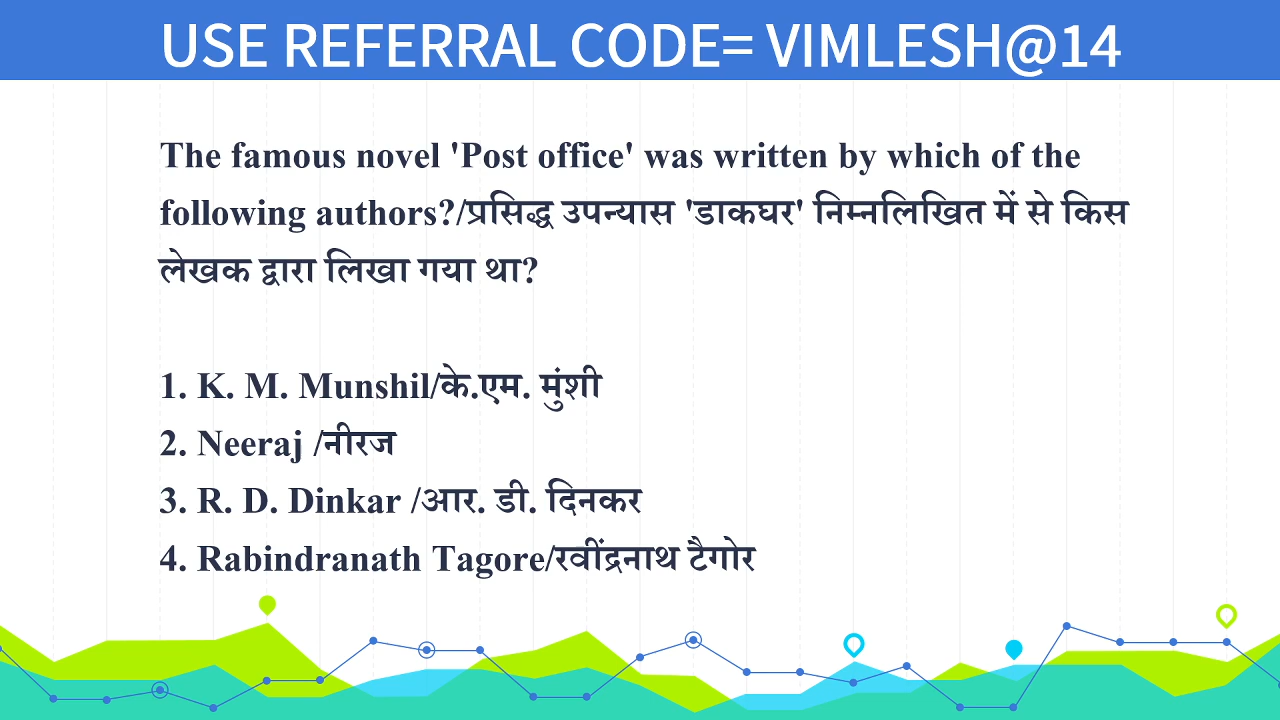 USE REFERRAL CODE= VIMLESH@14
The famous novel 'Post office' was written by which of the
following authors?/प्रसिद्ध उपन्यास 'डाकघर' निम्नलिखित में से किस
लेखक द्वारा लिखा गया था?
1. K. M. Munshil/के.एम. मुंशी
2. Neeraj /नीरज
3. R. D. Dinkar /आर. डी. दिनकर
4. Rabindranath Tagore/रवींद्रनाथ टैगोर